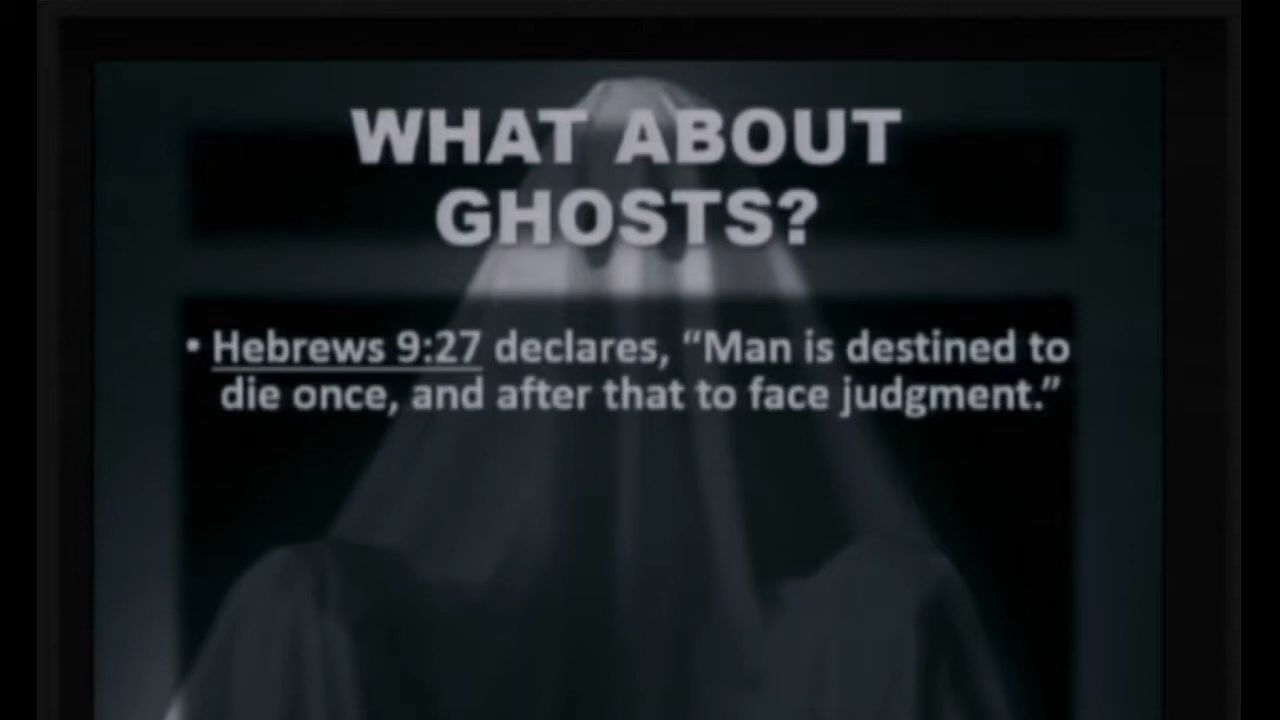 WHAT ABOUT
GHOSTS?
• Hebrews 9:27 declares, “Man is destined to
die once, and after that to face judgment.”